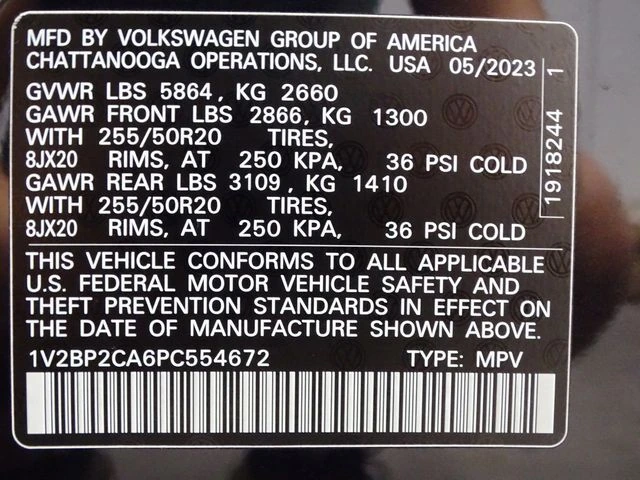 MFD BY VOLKSWAGEN GROUP OF AMERICA
CHATTANOOGA OPERATIONS, LLC. USA 05/2023
GVWR LBS 5864, KG 2660
GAWR FRONT LBS 2866, KG 1300
WITH 255/50R20 TIRES,
8JX20 RIMS, AT 250 KPA, 36 PSI COLD
GAWR REAR LBS 3109, KG 1410
WITH 255/50R20 TIRES,
8JX20 RIMS, AT 250 KPA, 36 PSI COLD
1918244 1
THIS VEHICLE CONFORMS TO ALL APPLICABLE
U.S. FEDERAL MOTOR VEHICLE SAFETY AND
THEFT PREVENTION STANDARDS IN EFFECT ON
THE DATE OF MANUFACTURE SHOWN ABOVE.
1V2BP2CA6PC554672 TYPE: MPV